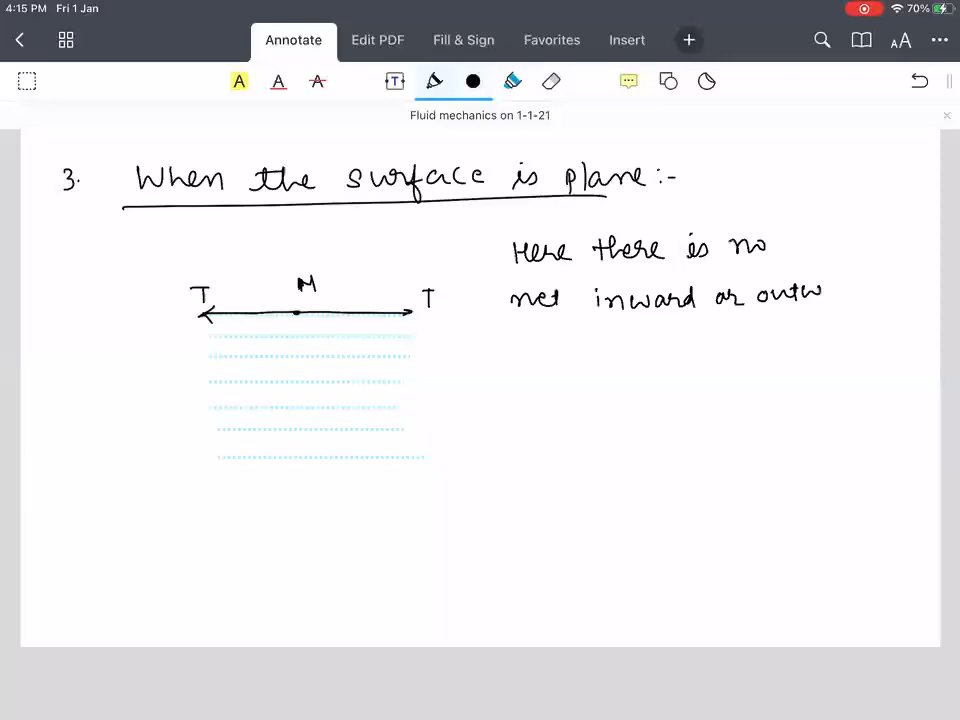 4:15 PM Fri 1 Jan
70%
Annotate Edit PDF Fill & Sign Favorites Insert
Fluid mechanics on 1-1-21
3. When the surface is plane:-
Here there is no
net inward or outw
T M T